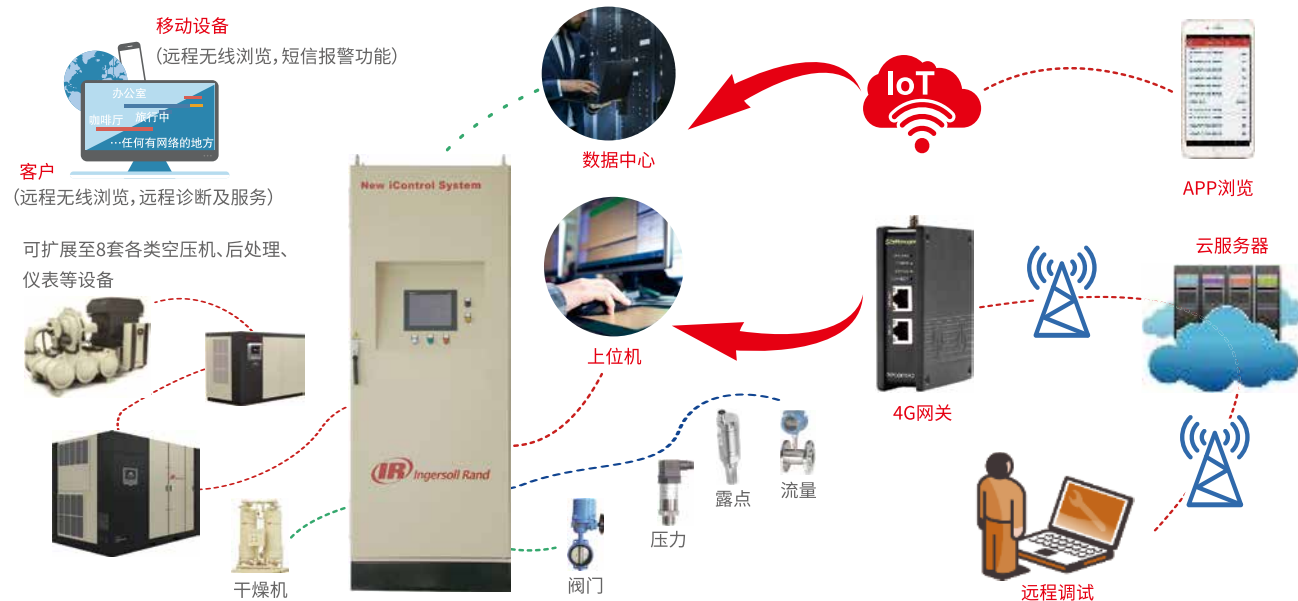 移动设备
（远程无线浏览，短信报警功能）
办公室
咖啡厅
旅行中
…任何有网络的地方
客户
（远程无线浏览，远程诊断及服务）
可扩展至8套各类空压机、后处理、
仪表等设备
New iControl System
IR Ingersoll Rand
干燥机
数据中心
上位机
IoT
APP浏览
4G网关
云服务器
流量
露点
压力
阀门
远程调试